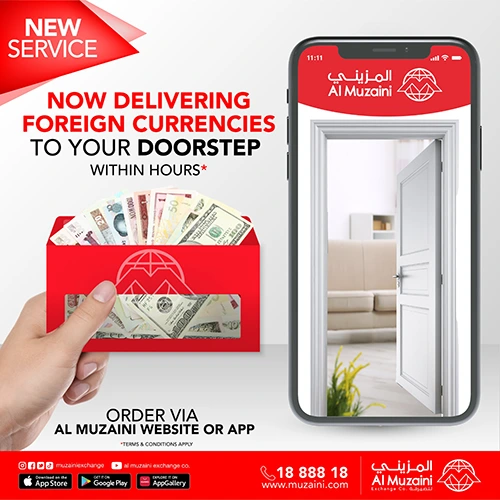 NEW
SERVICE
NOW DELIVERING
FOREIGN CURRENCIES
TO YOUR DOORSTEP
WITHIN HOURS*
11:11
المزيني
Al Muzaini
ORDER VIA
AL MUZAINI WEBSITE OR APP
*TERMS & CONDITIONS APPLY
muzainiexchange
al muzaini exchange co.
Download on the
App Store
GET IT ON
Google Play
EXPLORE IT ON
AppGallery
18 888 18
www.muzaini.com
المزيني
Al Muzaini
Exchange Co. للصيرفة